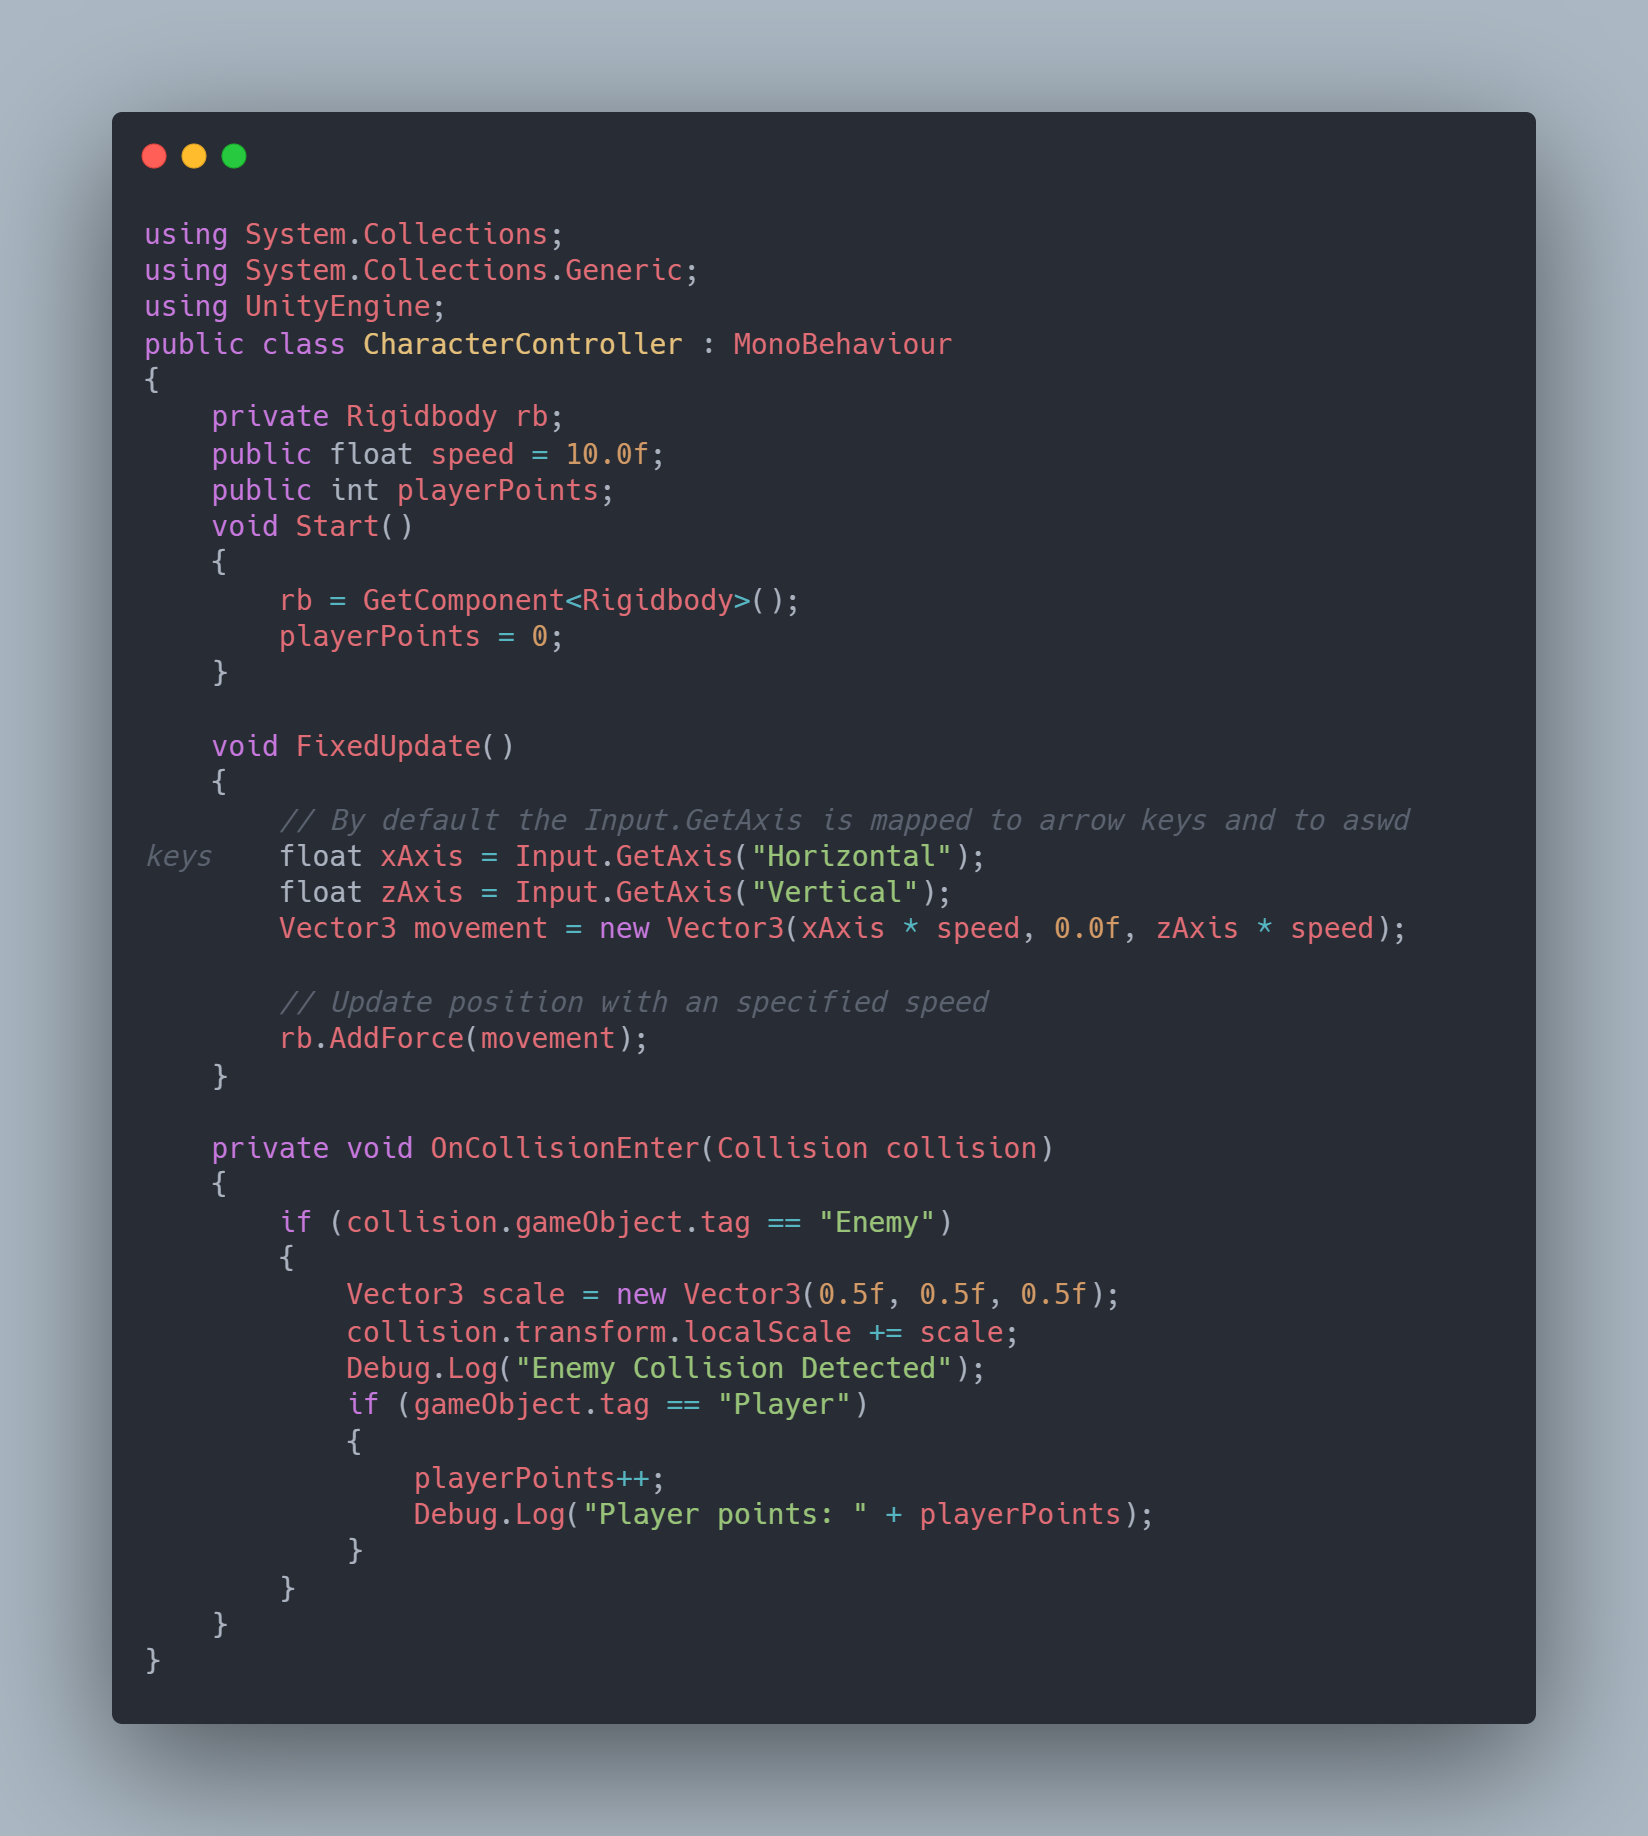 using System.Collections;
using System.Collections.Generic;
using UnityEngine;
public class CharacterController : MonoBehaviour
{
    private Rigidbody rb;
    public float speed = 10.0f;
    public int playerPoints;
    void Start()
    {
        rb = GetComponent<Rigidbody>();
        playerPoints = 0;
    }

    void FixedUpdate()
    {
        // By default the Input.GetAxis is mapped to arrow keys and to aswd
keys    float xAxis = Input.GetAxis("Horizontal");
        float zAxis = Input.GetAxis("Vertical");
        Vector3 movement = new Vector3(xAxis * speed, 0.0f, zAxis * speed);

        // Update position with an specified speed
        rb.AddForce(movement);
    }

    private void OnCollisionEnter(Collision collision)
    {
        if (collision.gameObject.tag == "Enemy")
        {
            Vector3 scale = new Vector3(0.5f, 0.5f, 0.5f);
            collision.transform.localScale += scale;
            Debug.Log("Enemy Collision Detected");
            if (gameObject.tag == "Player")
            {
                playerPoints++;
                Debug.Log("Player points: " + playerPoints);
            }
        }
    }
}